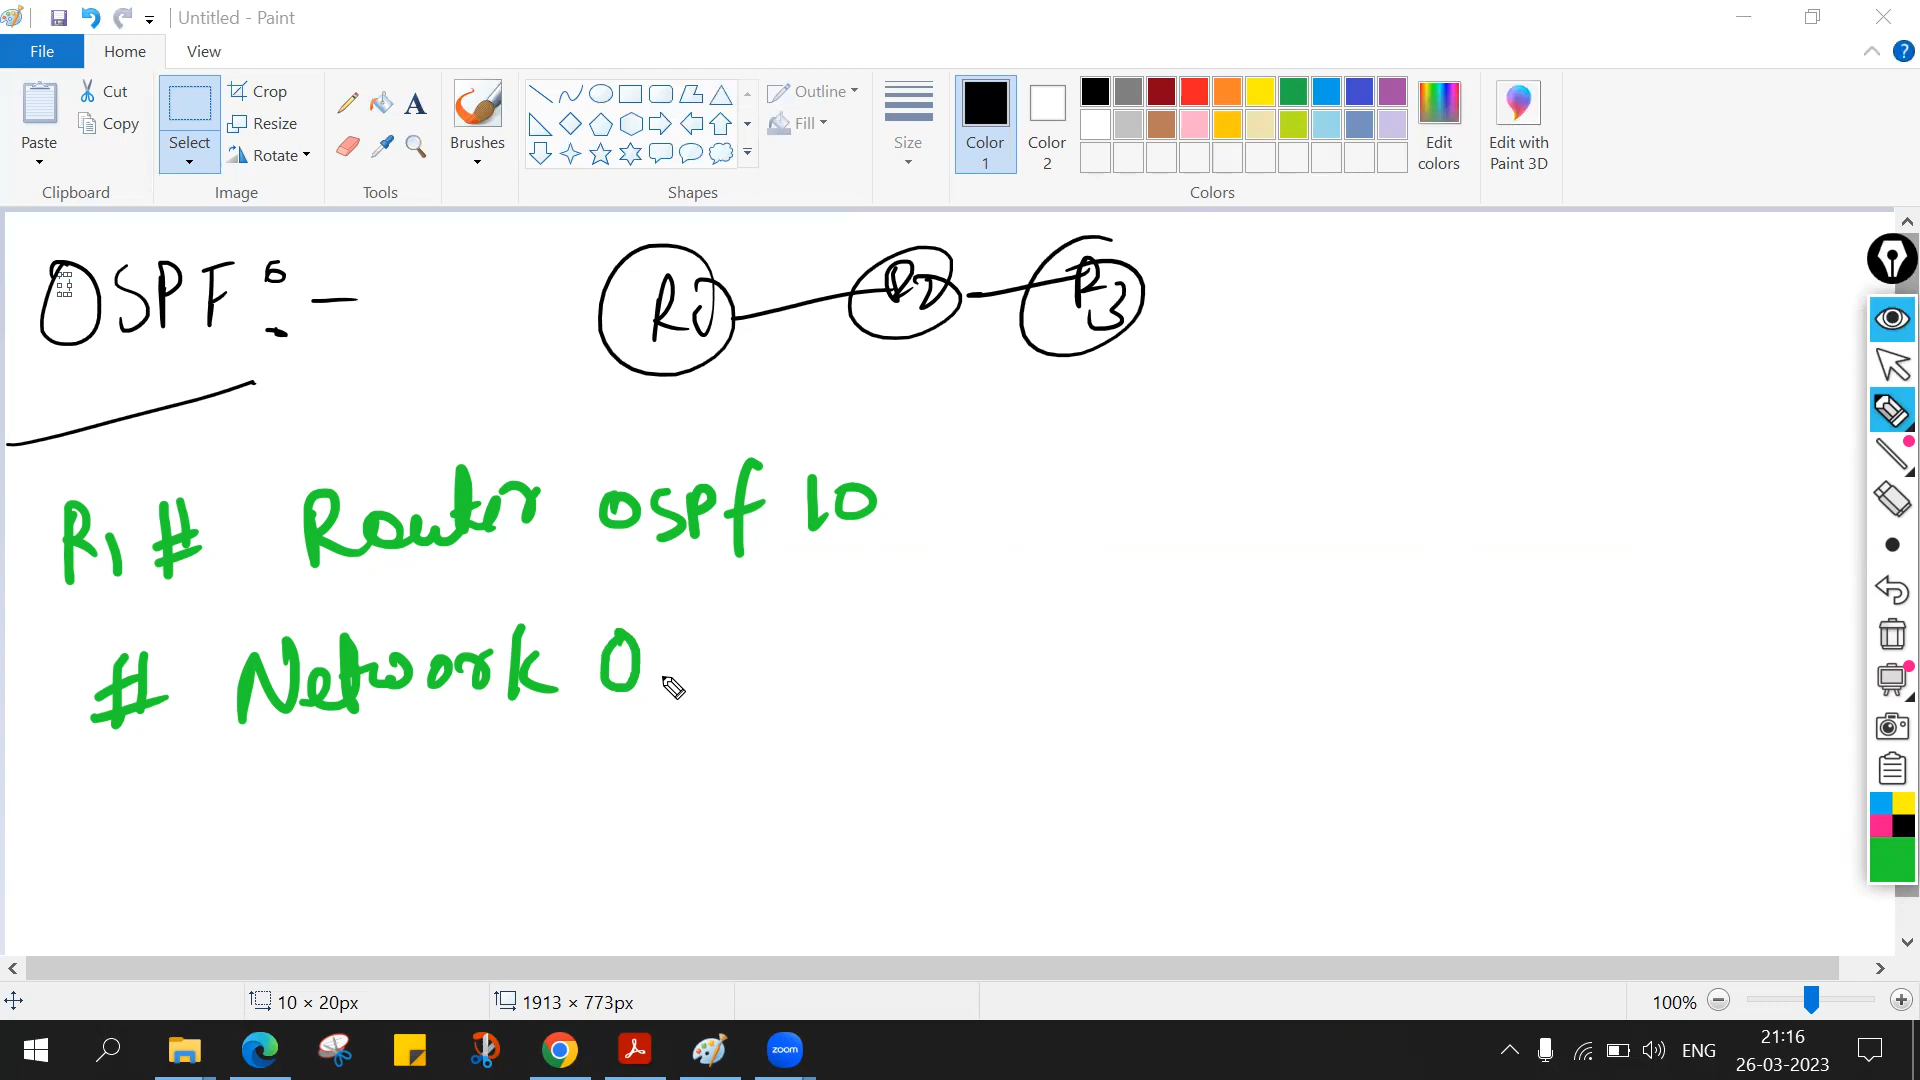 Untitled - Paint
File Home View
Paste
Cut
Copy
Clipboard
Select
Crop
Resize
Rotate
Image
Tools
Brushes
Shapes
Outline
Fill
Size
Color 1
Color 2
Colors
Edit colors
Edit with Paint 3D
OSPF : -
R1 R2 R3
R1 # Router ospf 10
# Network 0
10 × 20px
1913 × 773px
100%
zoom
ENG
21:16
26-03-2023